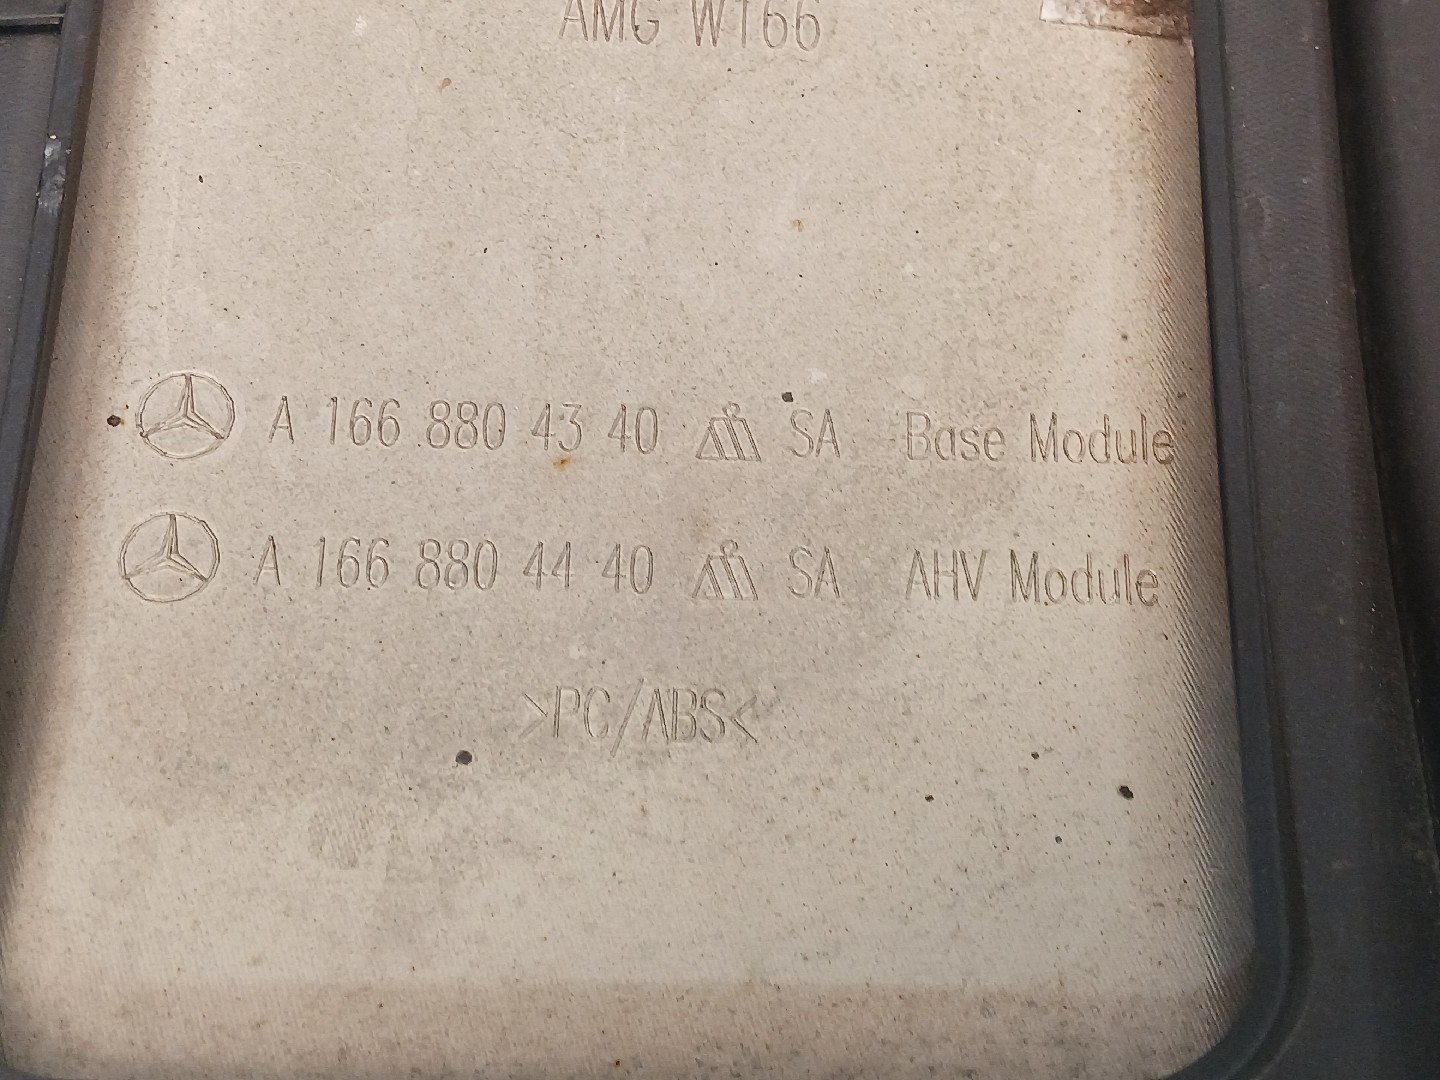 AMG W166
A 166 880 43 40 SA Base Module
A 166 880 44 40 SA AHV Module
>PC/ABS<